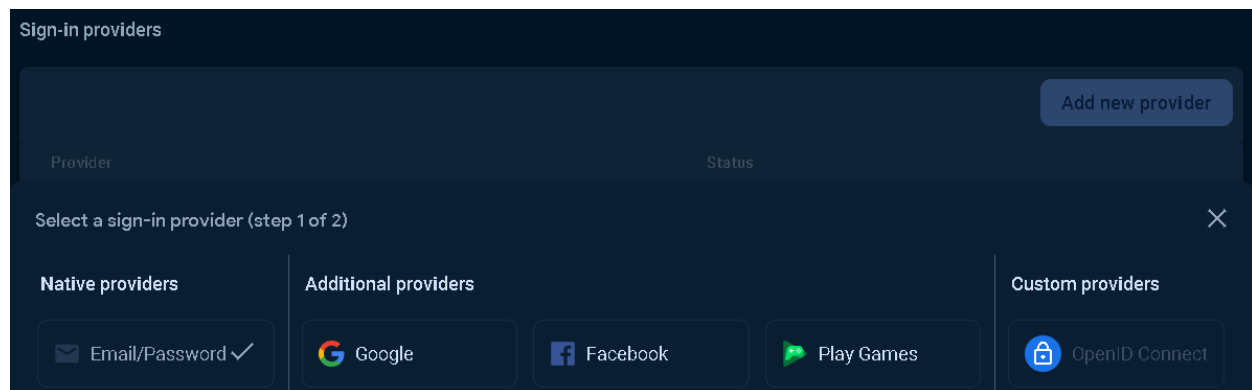 Sign-in providers
Add new provider
Provider Status
Select a sign-in provider (step 1 of 2)
Native providers Additional providers Custom providers
Email/Password Google Facebook Play Games OpenID Connect